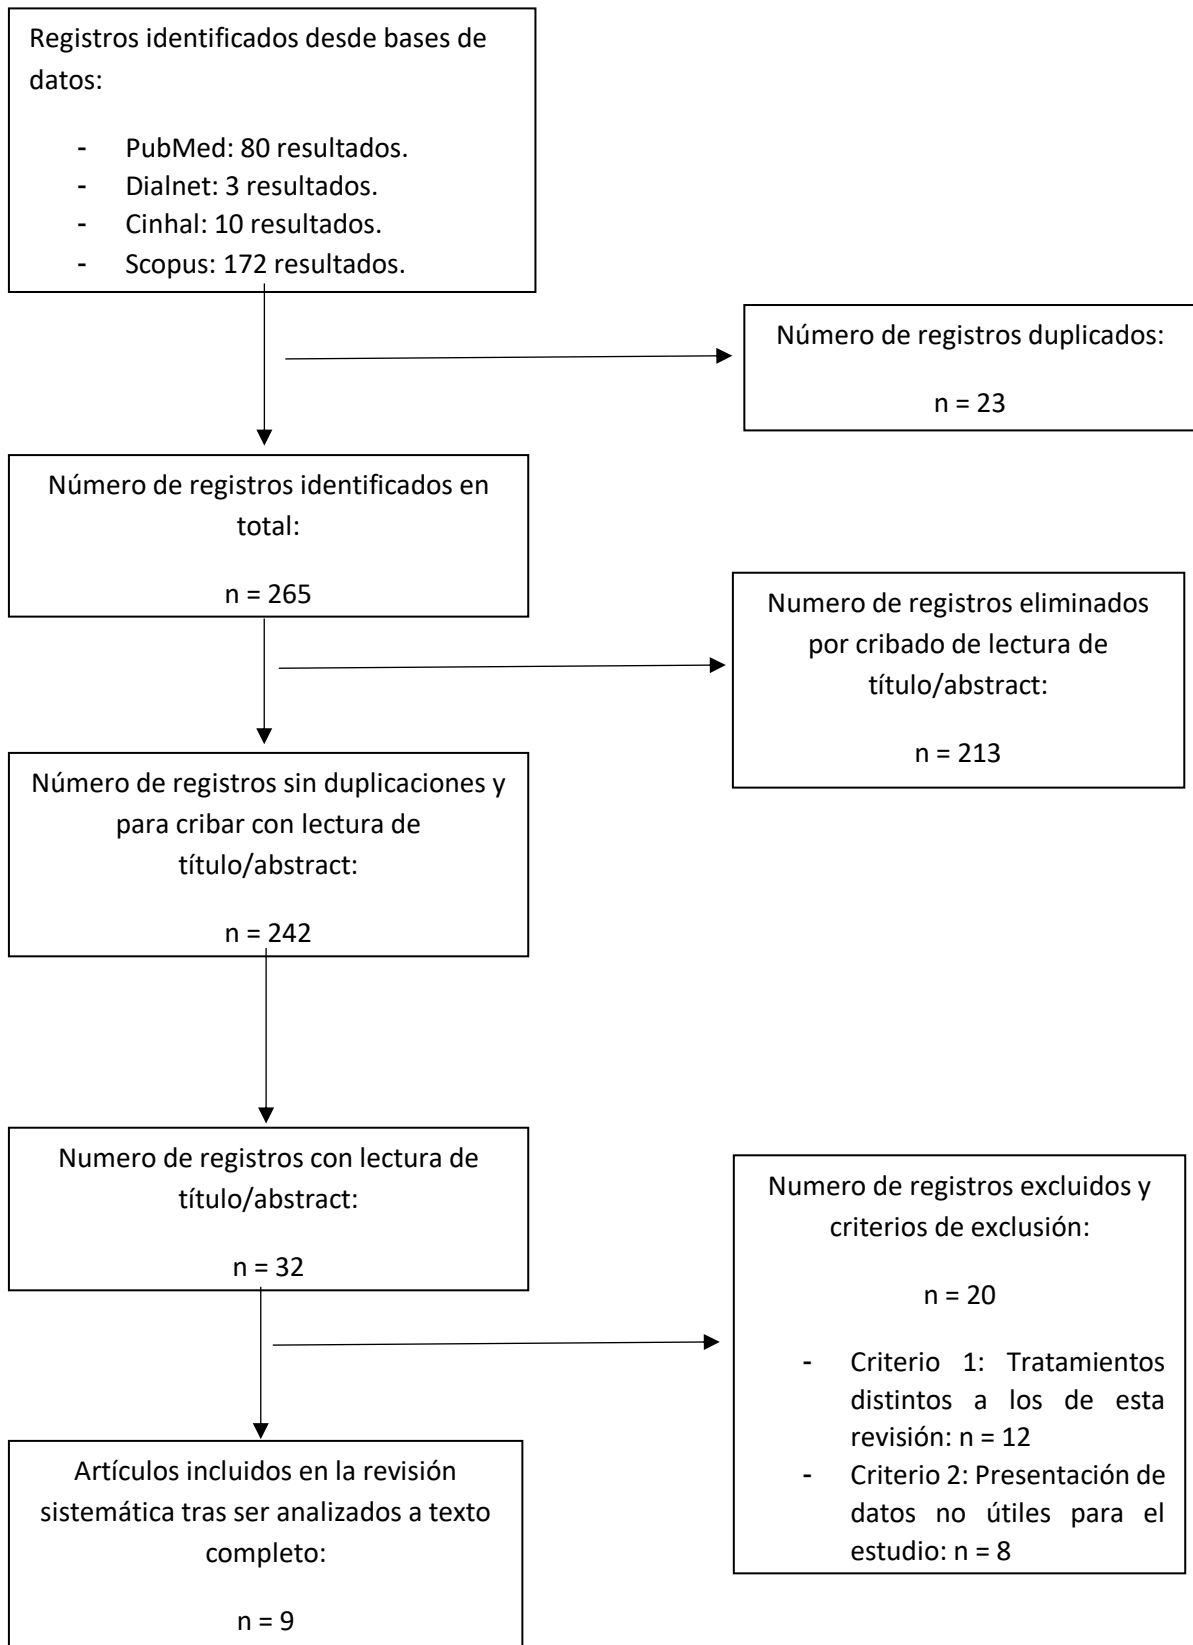 Registros identificados desde bases de
datos:
- PubMed: 80 resultados.
- Dialnet: 3 resultados.
- Cinhal: 10 resultados.
- Scopus: 172 resultados.
Número de registros duplicados:
n = 23
Número de registros identificados en
total:
n = 265
Numero de registros eliminados
por cribado de lectura de
título/abstract:
n = 213
Número de registros sin duplicaciones y
para cribar con lectura de
título/abstract:
n = 242
Numero de registros con lectura de
título/abstract:
n = 32
Numero de registros excluidos y
criterios de exclusión:
n = 20
- Criterio 1: Tratamientos
distintos a los de esta
revisión: n = 12
- Criterio 2: Presentación de
datos no útiles para el
estudio: n = 8
Artículos incluidos en la revisión
sistemática tras ser analizados a texto
completo:
n = 9